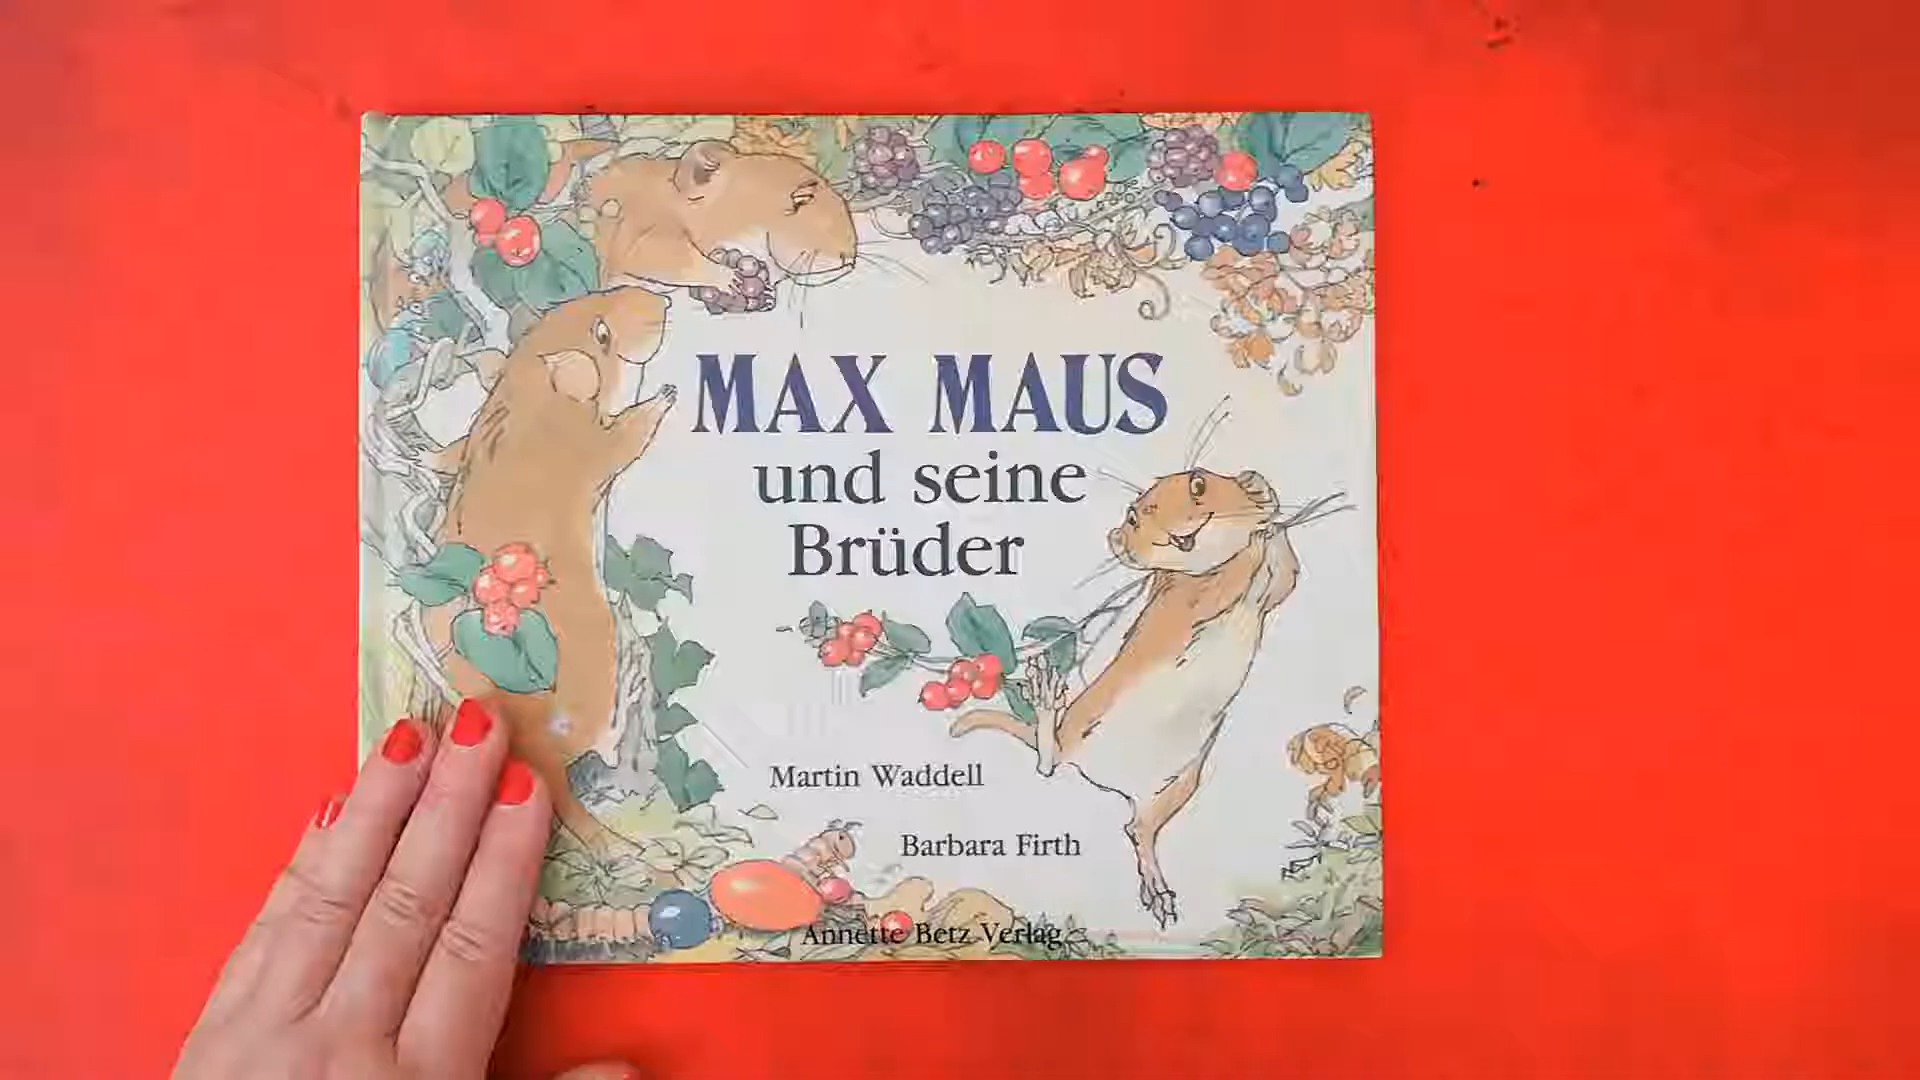 MAX MAUS
und seine
Brüder
Martin Waddell
Barbara Firth
Annette Betz Verlag